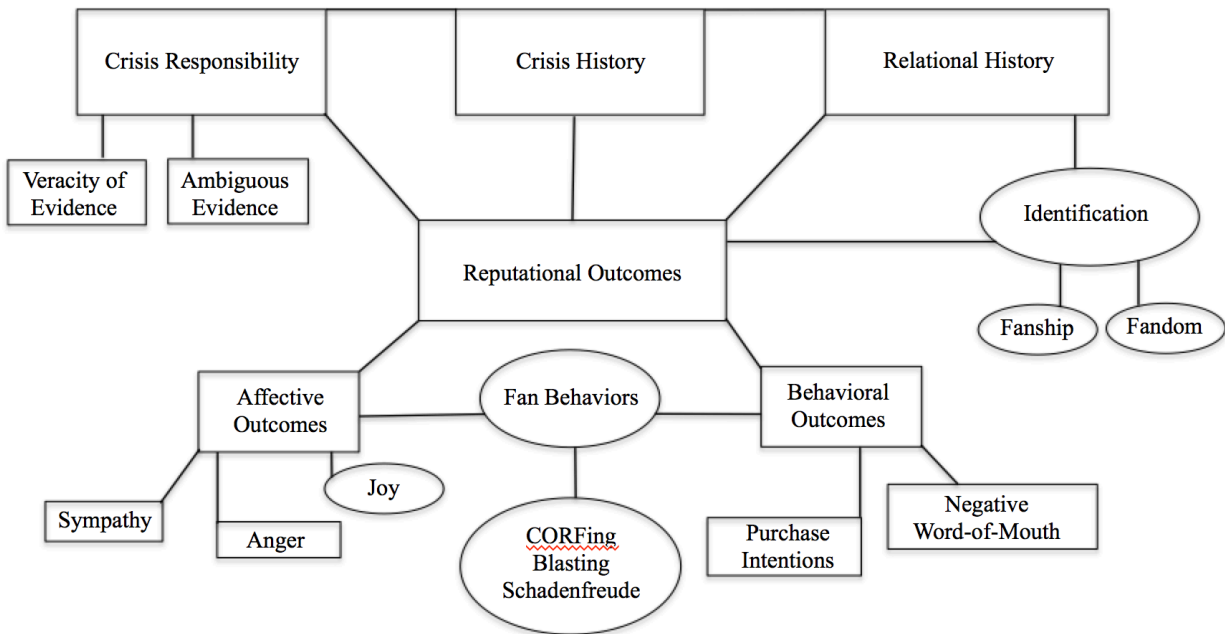 Crisis Responsibility
Crisis History
Relational History
Veracity of
Evidence
Ambiguous
Evidence
Identification
Reputational Outcomes
Fanship
Fandom
Affective
Outcomes
Fan Behaviors
Behavioral
Outcomes
Sympathy
Anger
Joy
CORFing
Blasting
Schadenfreude
Purchase
Intentions
Negative
Word-of-Mouth